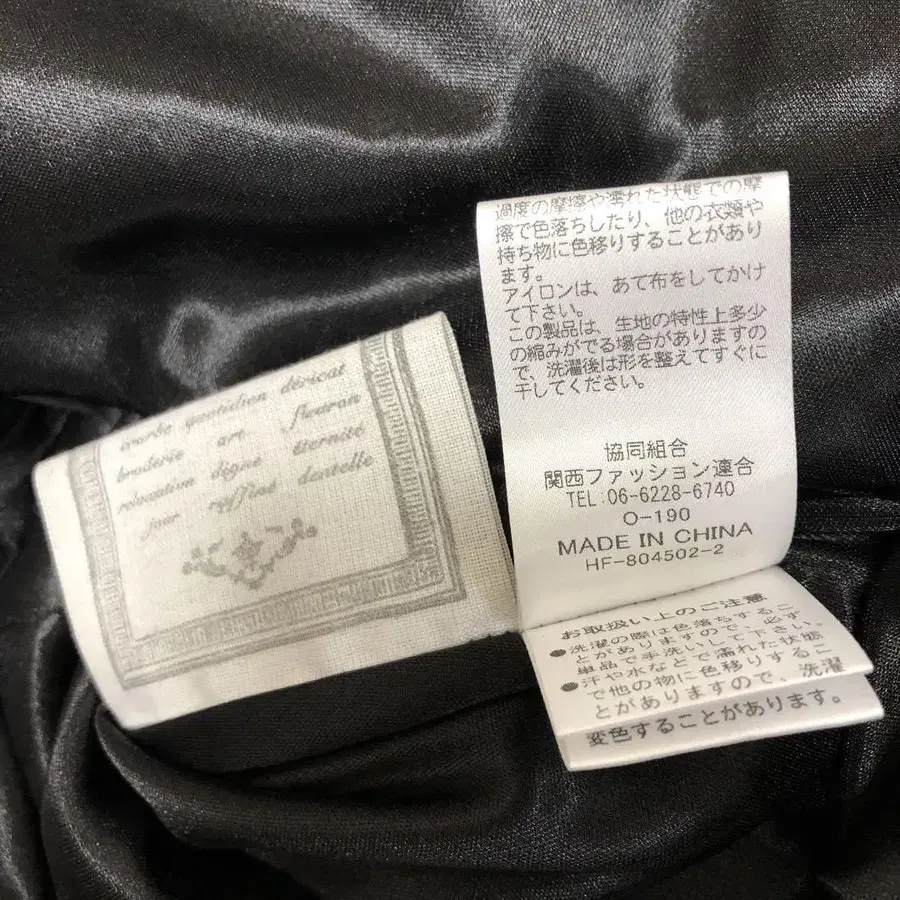 écarbe quotidien déricat
broderie art fleuron
relaxative digne éternité
jour raffiné dentelle
過度の摩擦や濡れた状態での摩
擦で色落ちしたり、他の衣類や
持ち物に色移りすることがあり
ます。
アイロンは、あて布をしてかけ
て下さい。
この製品は、生地の特性上多少
の縮みがでる場合がありますの
で、洗濯後は形を整えてすぐに
干してください。
協同組合
関西ファッション連合
TEL:06-6228-6740
O-190
MADE IN CHINA
HF-804502-2
お取扱い上のご注意
●洗濯の際は色落ちするこ
とがありますので、必ず
単品で手洗いして下さい。
●汗や水などで濡れた状態
で他の物に色移りするこ
とがありますので、洗濯
変色することがあります。